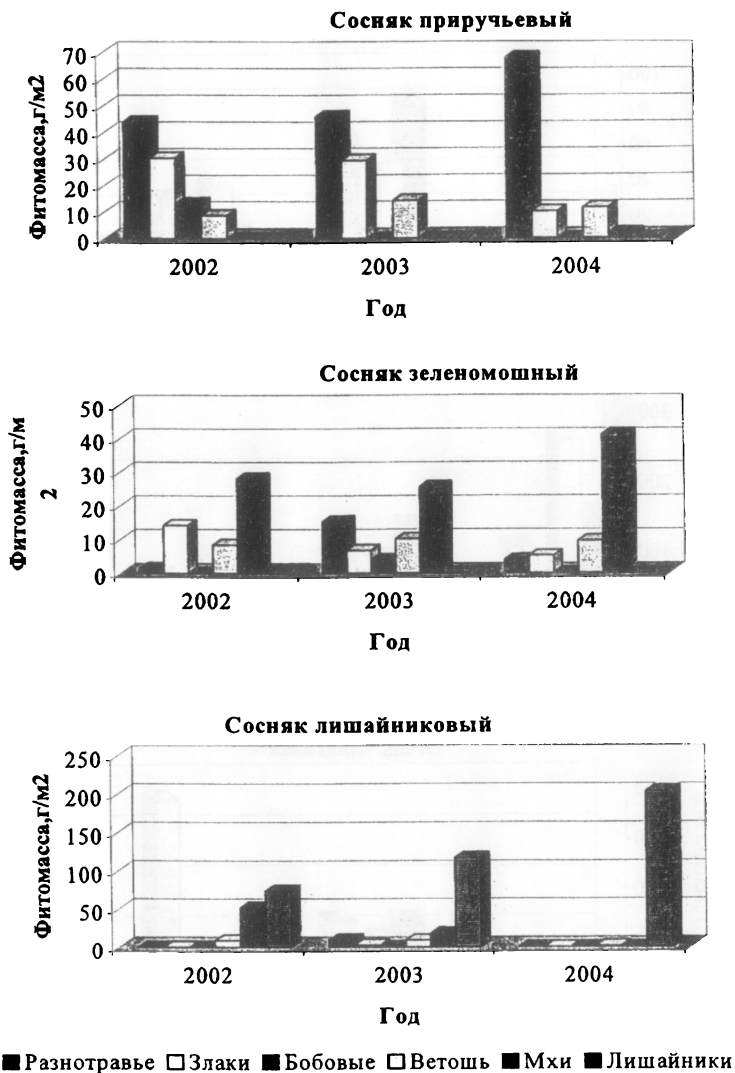 Сосняк приручьевый
Фитомасса,г/м2
70
60
50
40
30
20
10
0
2002 2003 2004
Год
Сосняк зеленомошный
Фитомасса,г/м
2
50
40
30
20
10
0
2002 2003 2004
Год
Сосняк лишайниковый
Фитомасса,г/м2
250
200
150
100
50
0
2002 2003 2004
Год
Разнотравье Злаки Бобовые Ветошь Мхи Лишайники